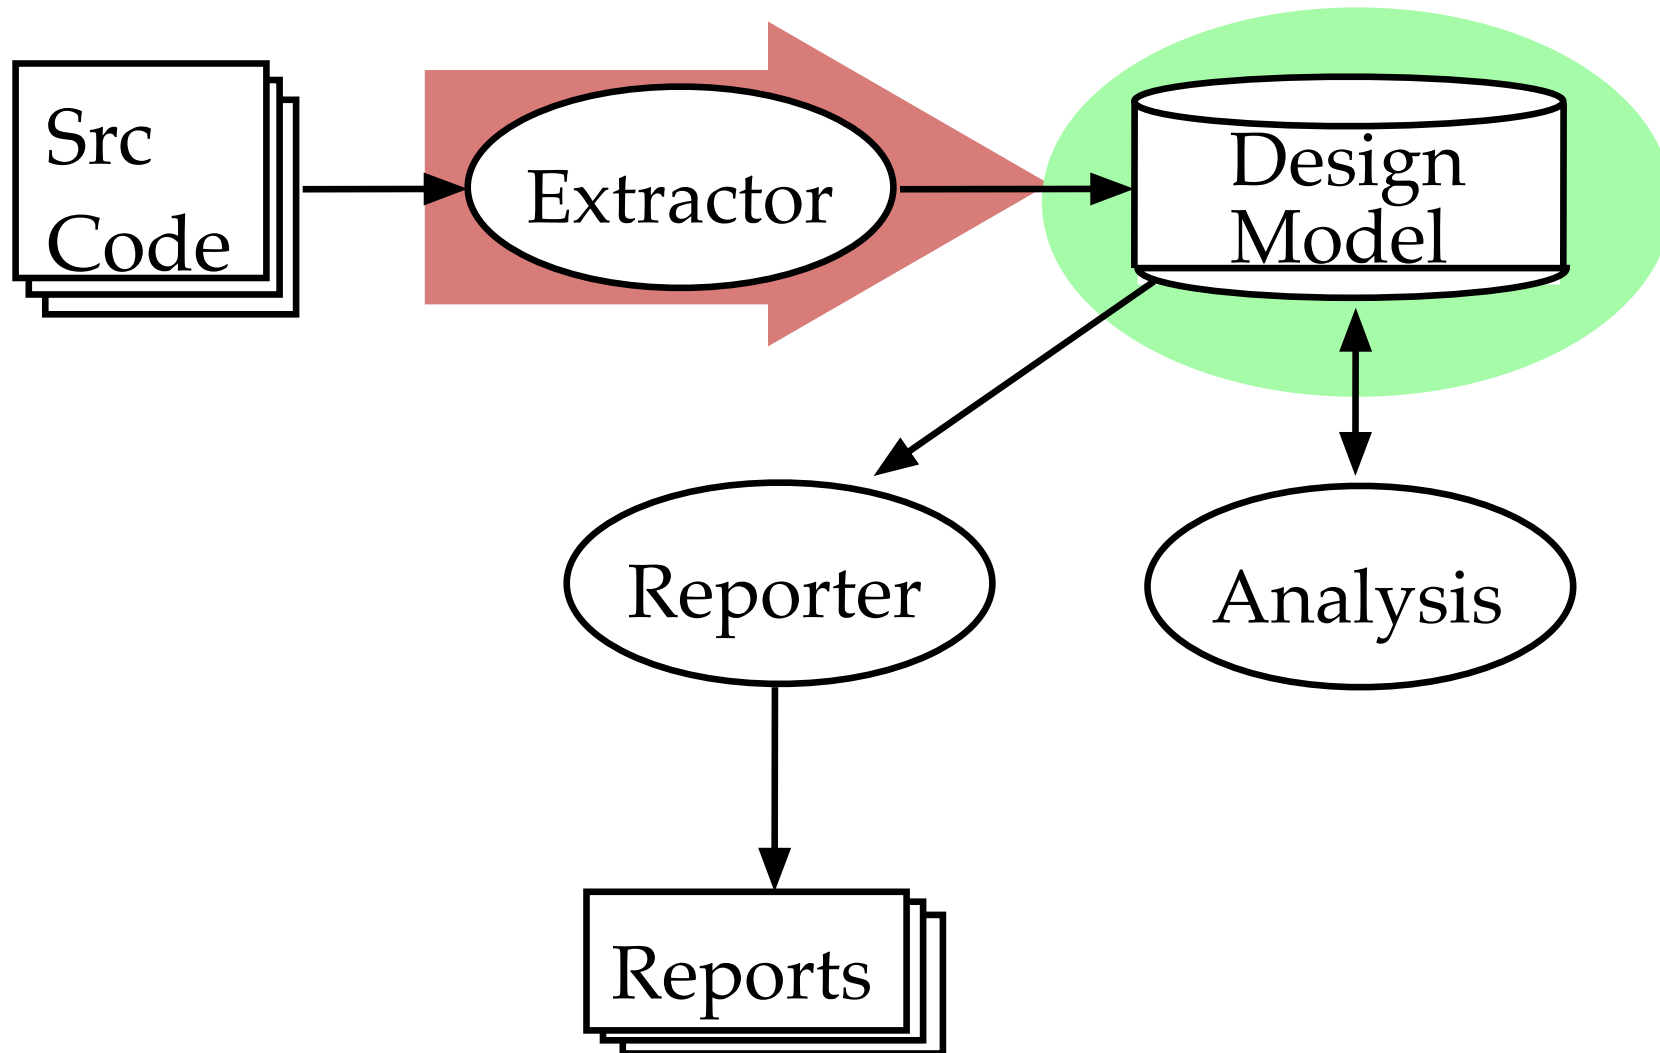 Src
Code
Extractor
Design
Model
Reporter
Analysis
Reports